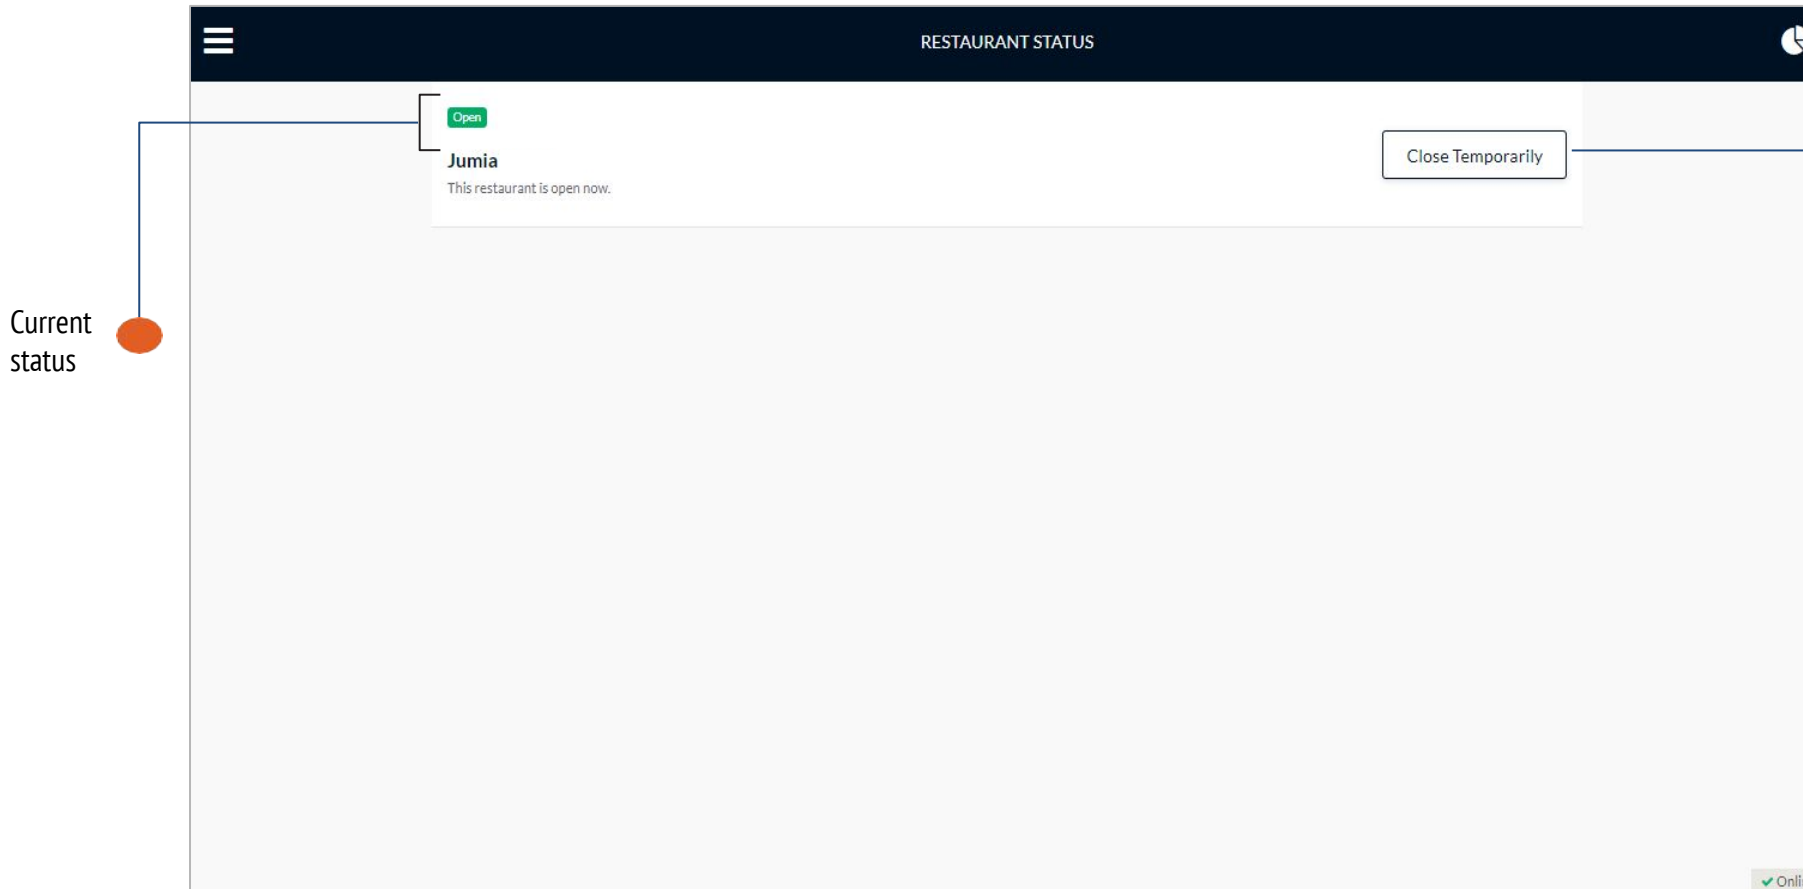 RESTAURANT STATUS
Open
Jumia
This restaurant is open now.
Close Temporarily
Current
status